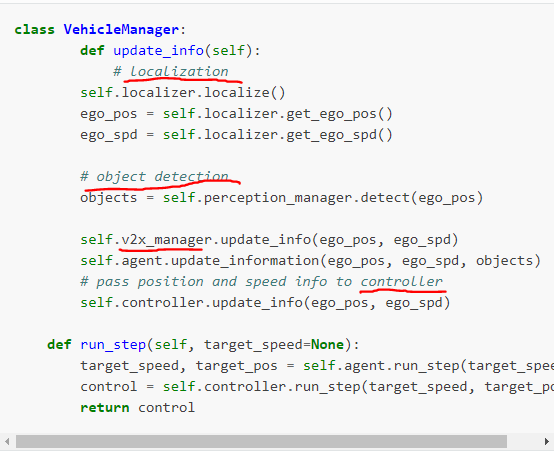 class VehicleManager:
        def update_info(self):
            # localization
        self.localizer.localize()
        ego_pos = self.localizer.get_ego_pos()
        ego_spd = self.localizer.get_ego_spd()

        # object detection
        objects = self.perception_manager.detect(ego_pos)

        self.v2x_manager.update_info(ego_pos, ego_spd)
        self.agent.update_information(ego_pos, ego_spd, objects)
        # pass position and speed info to controller
        self.controller.update_info(ego_pos, ego_spd)

    def run_step(self, target_speed=None):
        target_speed, target_pos = self.agent.run_step(target_spee
        control = self.controller.run_step(target_speed, target_po
        return control